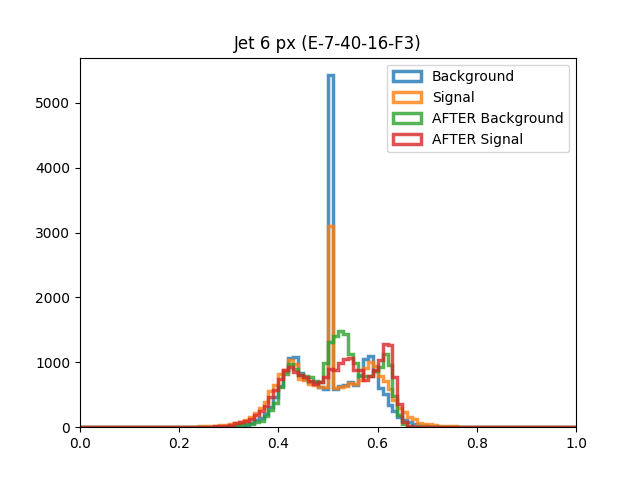 Jet 6 px (E-7-40-16-F3)
Background
Signal
AFTER Background
AFTER Signal
5000
4000
3000
2000
1000
0
0.0 0.2 0.4 0.6 0.8 1.0